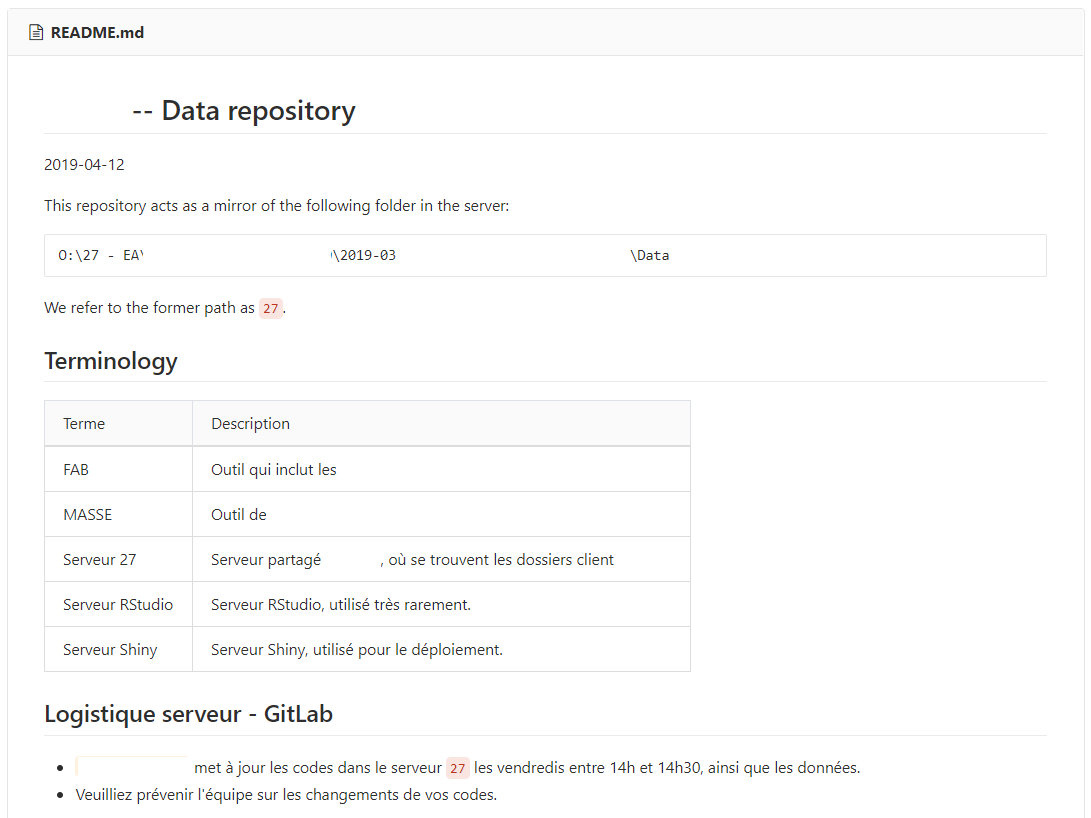 README.md
-- Data repository
2019-04-12
This repository acts as a mirror of the following folder in the server:
O:\27 - EA\ \2019-03 \Data
We refer to the former path as 27.
Terminology
Terme Description
FAB Outil qui inclut les
MASSE Outil de
Serveur 27 Serveur partagé , où se trouvent les dossiers client
Serveur RStudio Serveur RStudio, utilisé très rarement.
Serveur Shiny Serveur Shiny, utilisé pour le déploiement.
Logistique serveur - GitLab
met à jour les codes dans le serveur 27 les vendredis entre 14h et 14h30, ainsi que les données.
Veuilliez prévenir l'équipe sur les changements de vos codes.